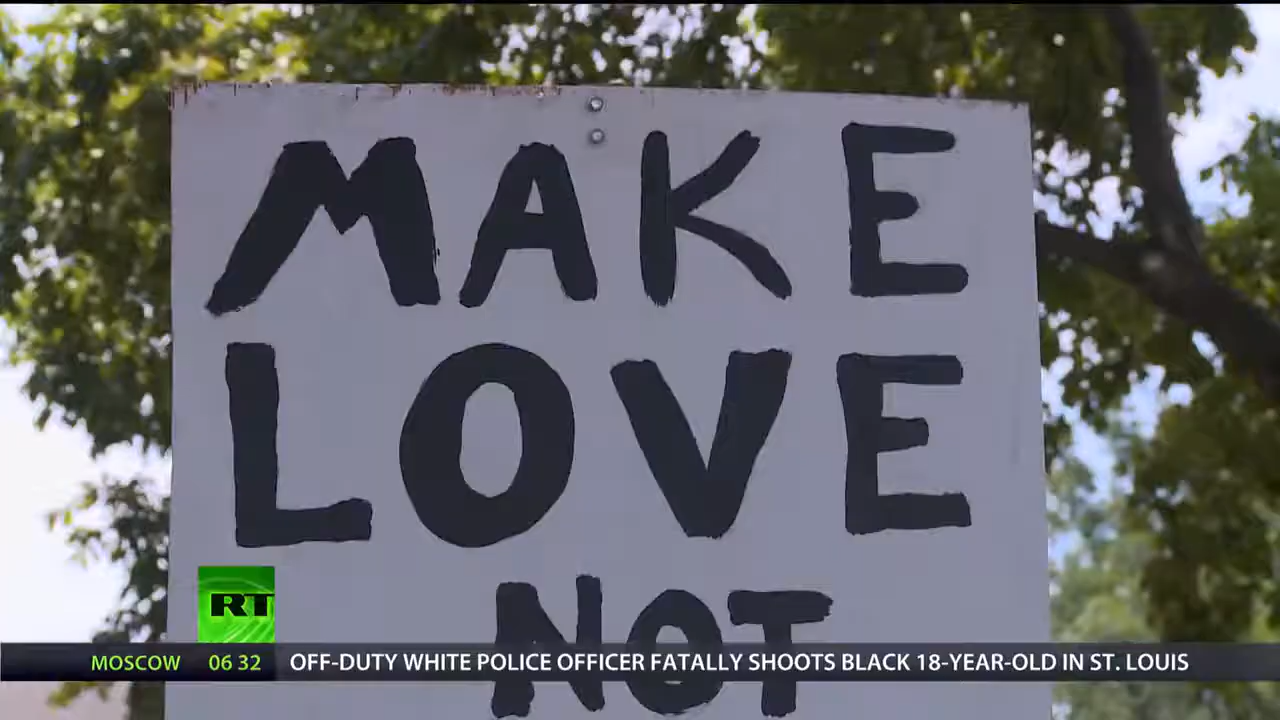 MAKE
LOVE
NOT
RT
MOSCOW 06 32 OFF-DUTY WHITE POLICE OFFICER FATALLY SHOOTS BLACK 18-YEAR-OLD IN ST. LOUIS